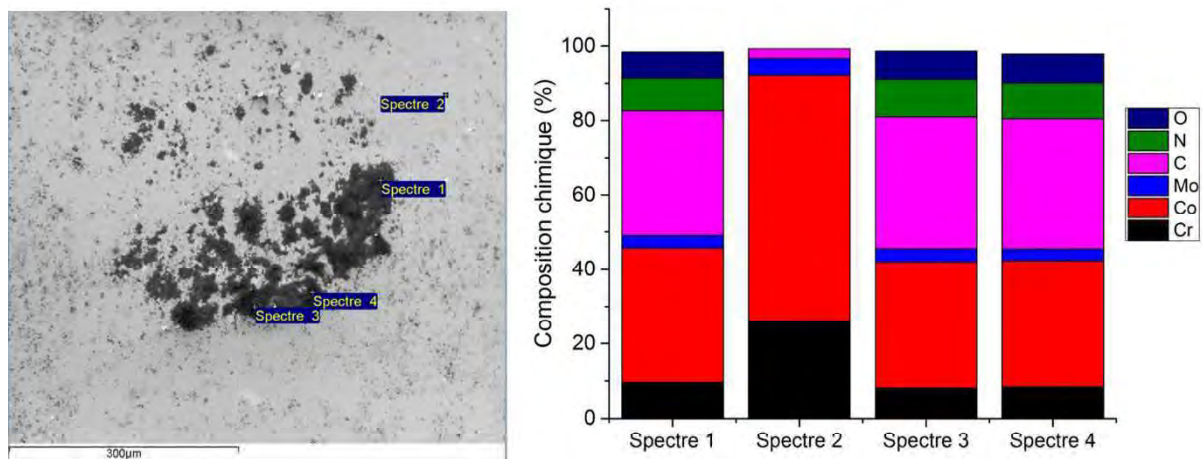 Spectre 2
Spectre 1
Spectre 4
Spectre 3
300µm
Composition chimique (%)
100
80
60
40
20
0
Spectre 1
Spectre 2
Spectre 3
Spectre 4
O
N
C
Mo
Co
Cr